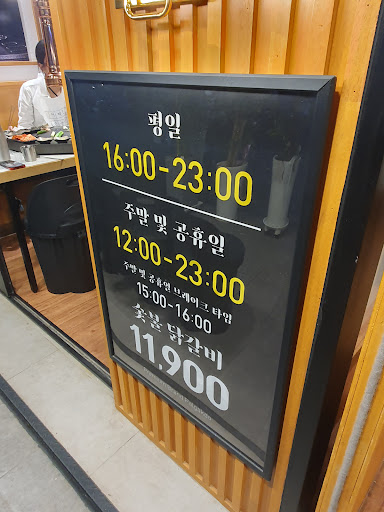 평일
16:00-23:00
주말 및 공휴일
12:00-23:00
주말 및 공휴일 브레이크 타임
15:00-16:00
숯불 닭갈비
11,900